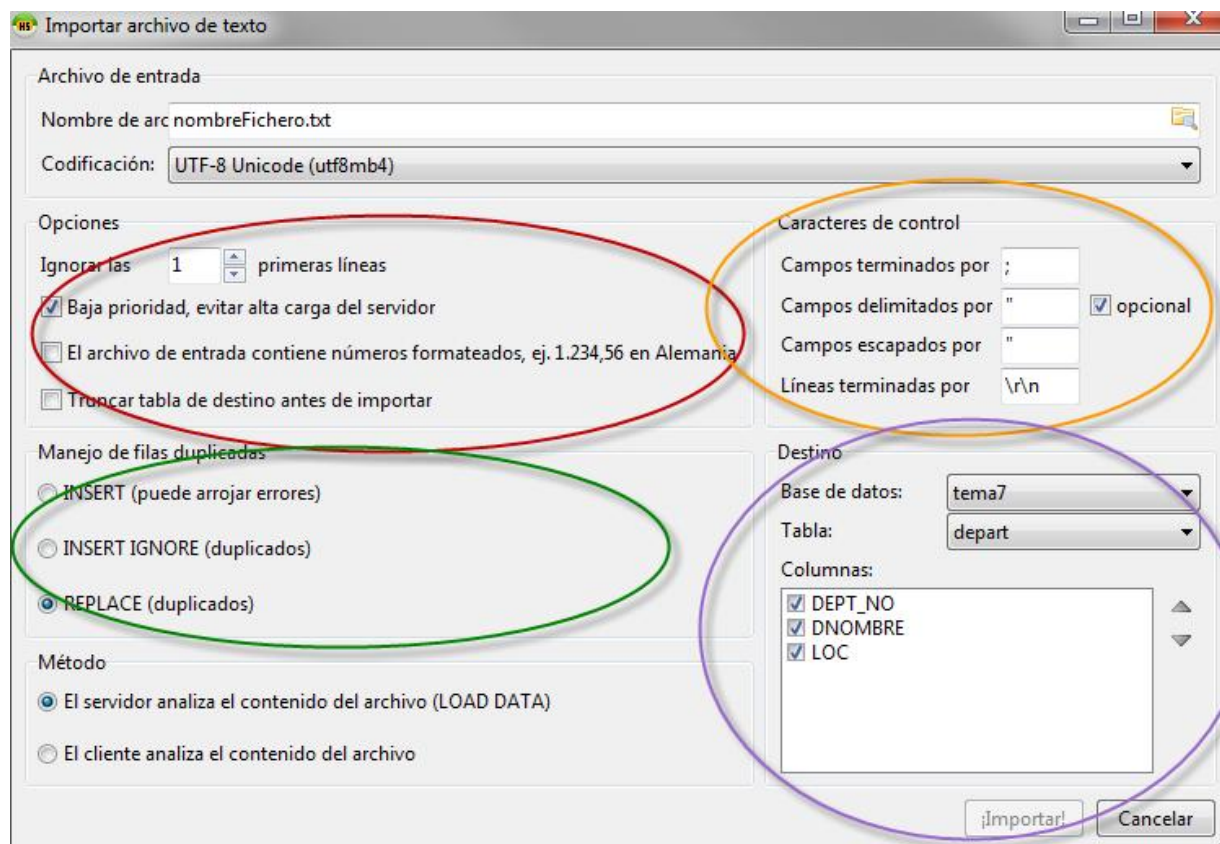 HS Importar archivo de texto
Archivo de entrada
Nombre de arc nombreFichero.txt
Codificación: UTF-8 Unicode (utf8mb4)
Opciones
Ignorar las 1 primeras líneas
Baja prioridad, evitar alta carga del servidor
El archivo de entrada contiene números formateados, ej. 1.234,56 en Alemania
Truncar tabla de destino antes de importar
Caracteres de control
Campos terminados por ;
Campos delimitados por " opcional
Campos escapados por "
Líneas terminadas por \r\n
Manejo de filas duplicadas
INSERT (puede arrojar errores)
INSERT IGNORE (duplicados)
REPLACE (duplicados)
Método
El servidor analiza el contenido del archivo (LOAD DATA)
El cliente analiza el contenido del archivo
Destino
Base de datos: tema7
Tabla: depart
Columnas:
DEPT_NO
DNOMBRE
LOC
¡Importar! Cancelar